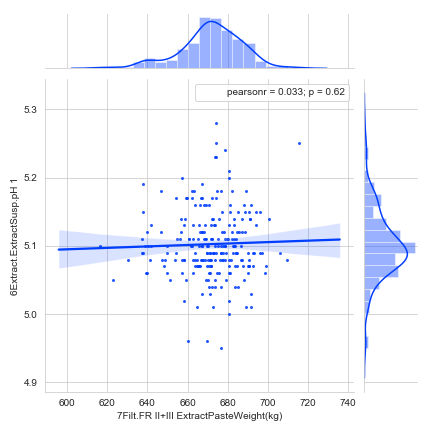 pearsonr = 0.033; p = 0.62
5.3
5.2
5.1
5.0
4.9
6Extract.ExtractSusp.pH 1
600 620 640 660 680 700 720 740
7Filt.FR II+III ExtractPasteWeight(kg)